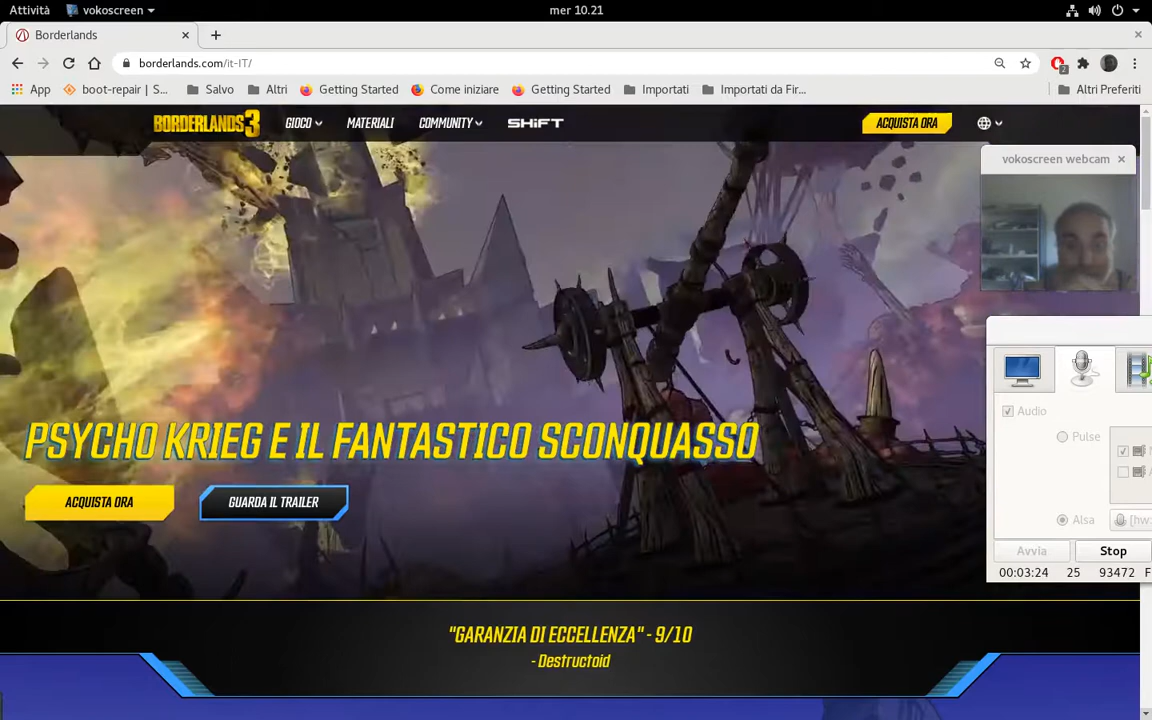 Attività
vokoscreen
mer 10.21
Borderlands
borderlands.com/it-IT/
2
App
boot-repair | S...
Salvo
Altri
Getting Started
Come iniziare
Getting Started
Importati
Importati da Fir...
Altri Preferiti
BORDERLANDS 3
GIOCO
MATERIALI
COMMUNITY
SHiFT
ACQUISTA ORA
vokoscreen webcam
PSYCHO KRIEG E IL FANTASTICO SCONQUASSO
ACQUISTA ORA
GUARDA IL TRAILER
Audio
Pulse
Alsa
[hw:
Avvia
Stop
00:03:24
25
93472
F
"GARANZIA DI ECCELLENZA" - 9/10
- Destructoid